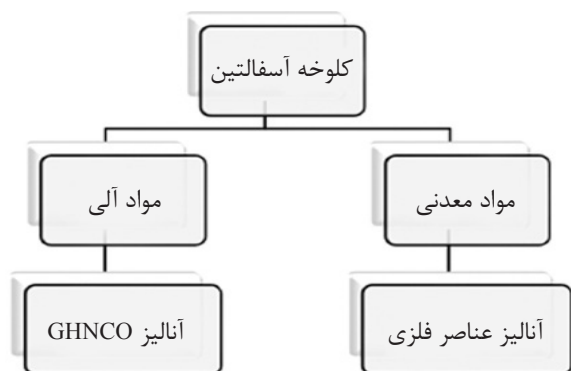 کلوخه آسفالتین
مواد معدنی
مواد آلی
آنالیز عناصر فلزی
آنالیز GHNCO